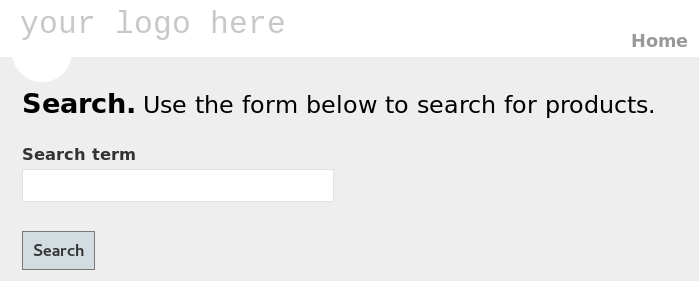 your logo here
Home
Search. Use the form below to search for products.
Search term
Search